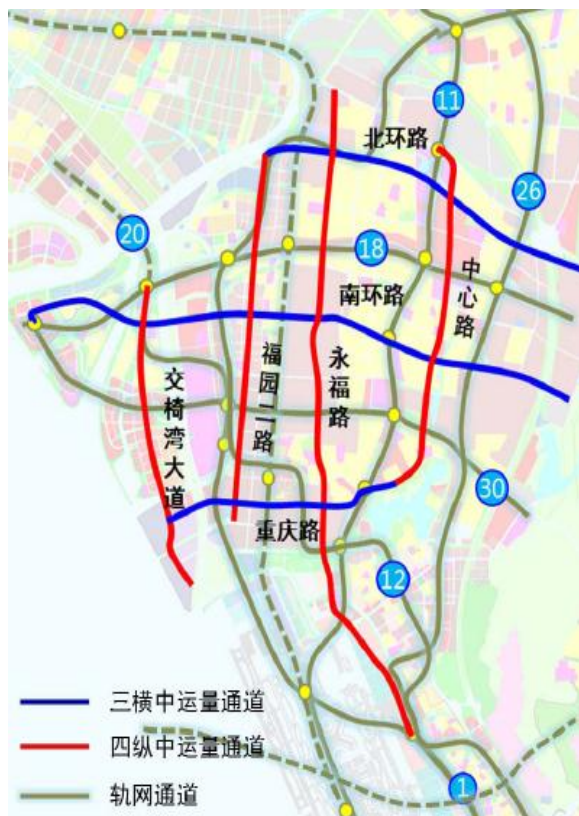 11
北环路
26
20
18
中心路
南环路
交椅湾大道
福园二路
永福路
30
重庆路
12
三横中运量通道
四纵中运量通道
轨网通道
1